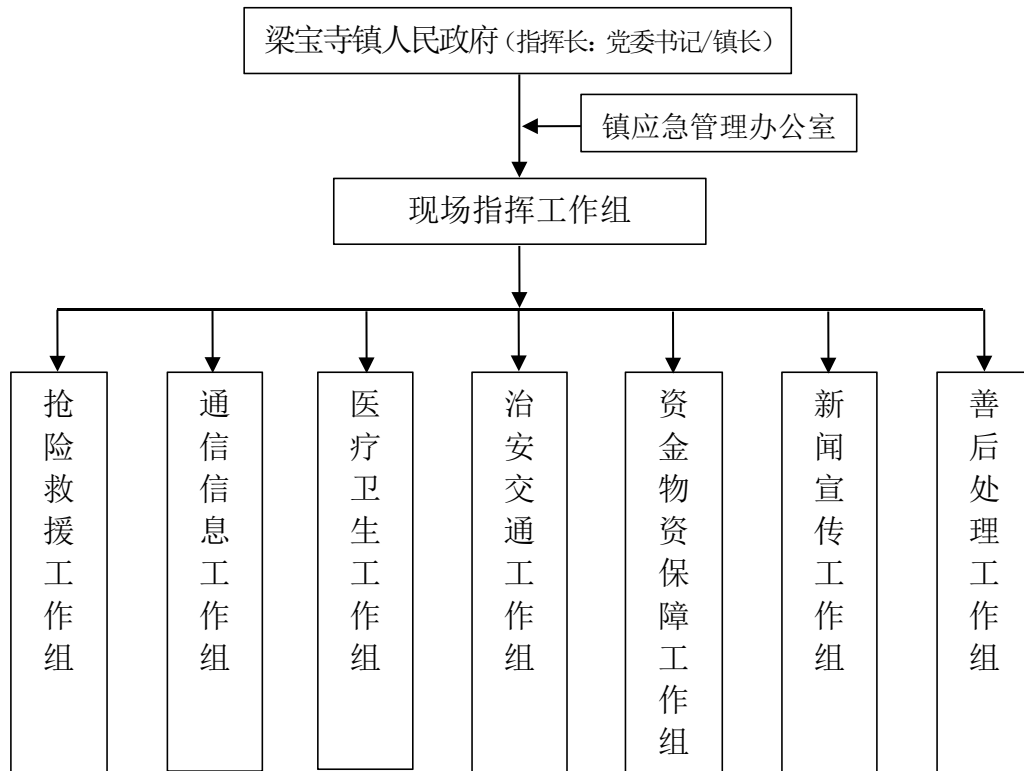 梁宝寺镇人民政府（指挥长：党委书记/镇长）
镇应急管理办公室
现场指挥工作组
抢险救援工作组
通信信息工作组
医疗卫生工作组
治安交通工作组
资金物资保障工作组
新闻宣传工作组
善后处理工作组